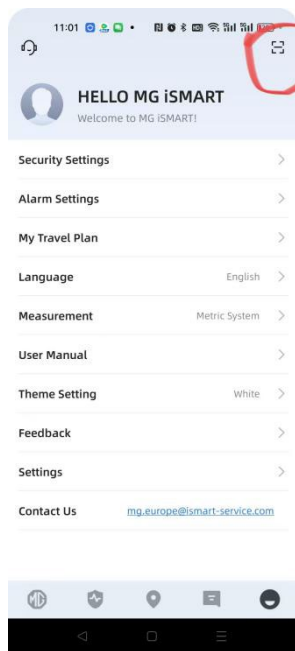 11:01
HELLO MG iSMART
Welcome to MG iSMART!
Security Settings
Alarm Settings
My Travel Plan
Language English
Measurement Metric System
User Manual
Theme Setting White
Feedback
Settings
Contact Us mg.europe@ismart-service.com
MG